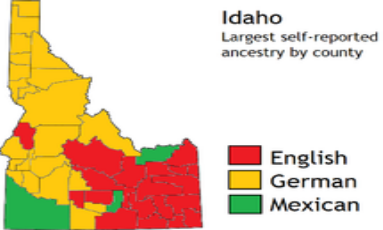 Idaho
Largest self-reported
ancestry by county
English
German
Mexican